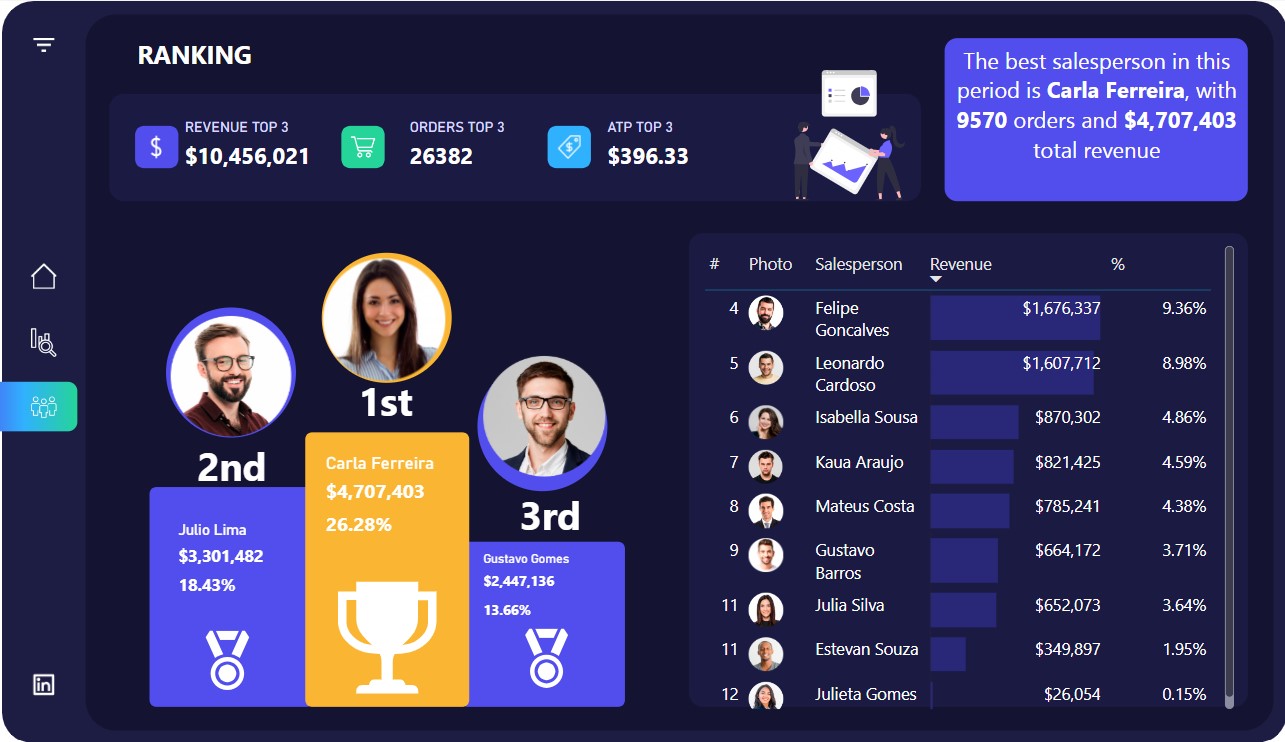 RANKING
The best salesperson in this
period is Carla Ferreira, with
9570 orders and $4,707,403
total revenue
REVENUE TOP 3
$10,456,021
ORDERS TOP 3
26382
ATP TOP 3
$396.33
1st
Carla Ferreira
$4,707,403
26.28%
2nd
Julio Lima
$3,301,482
18.43%
3rd
Gustavo Gomes
$2,447,136
13.66%
# Photo Salesperson Revenue %
4 Felipe $1,676,337 9.36%
Goncalves
5 Leonardo $1,607,712 8.98%
Cardoso
6 Isabella Sousa $870,302 4.86%
7 Kaua Araujo $821,425 4.59%
8 Mateus Costa $785,241 4.38%
9 Gustavo $664,172 3.71%
Barros
11 Julia Silva $652,073 3.64%
11 Estevan Souza $349,897 1.95%
12 Julieta Gomes $26,054 0.15%
in